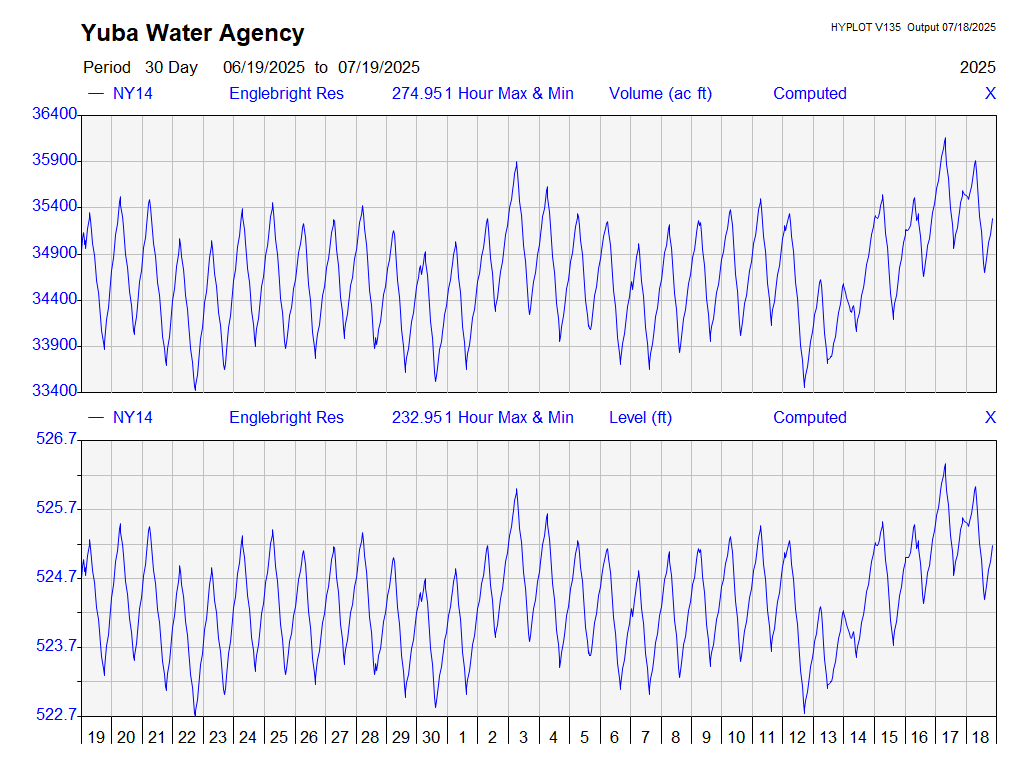 Yuba Water Agency
HYPLOT V135 Output 07/18/2025
Period 30 Day 06/19/2025 to 07/19/2025
2025
NY14 Englebright Res 274.951 Hour Max & Min Volume (ac ft) Computed X
36400
35900
35400
34900
34400
33900
33400
NY14 Englebright Res 232.951 Hour Max & Min Level (ft) Computed X
526.7
525.7
524.7
523.7
522.7
19 20 21 22 23 24 25 26 27 28 29 30 1 2 3 4 5 6 7 8 9 10 11 12 13 14 15 16 17 18